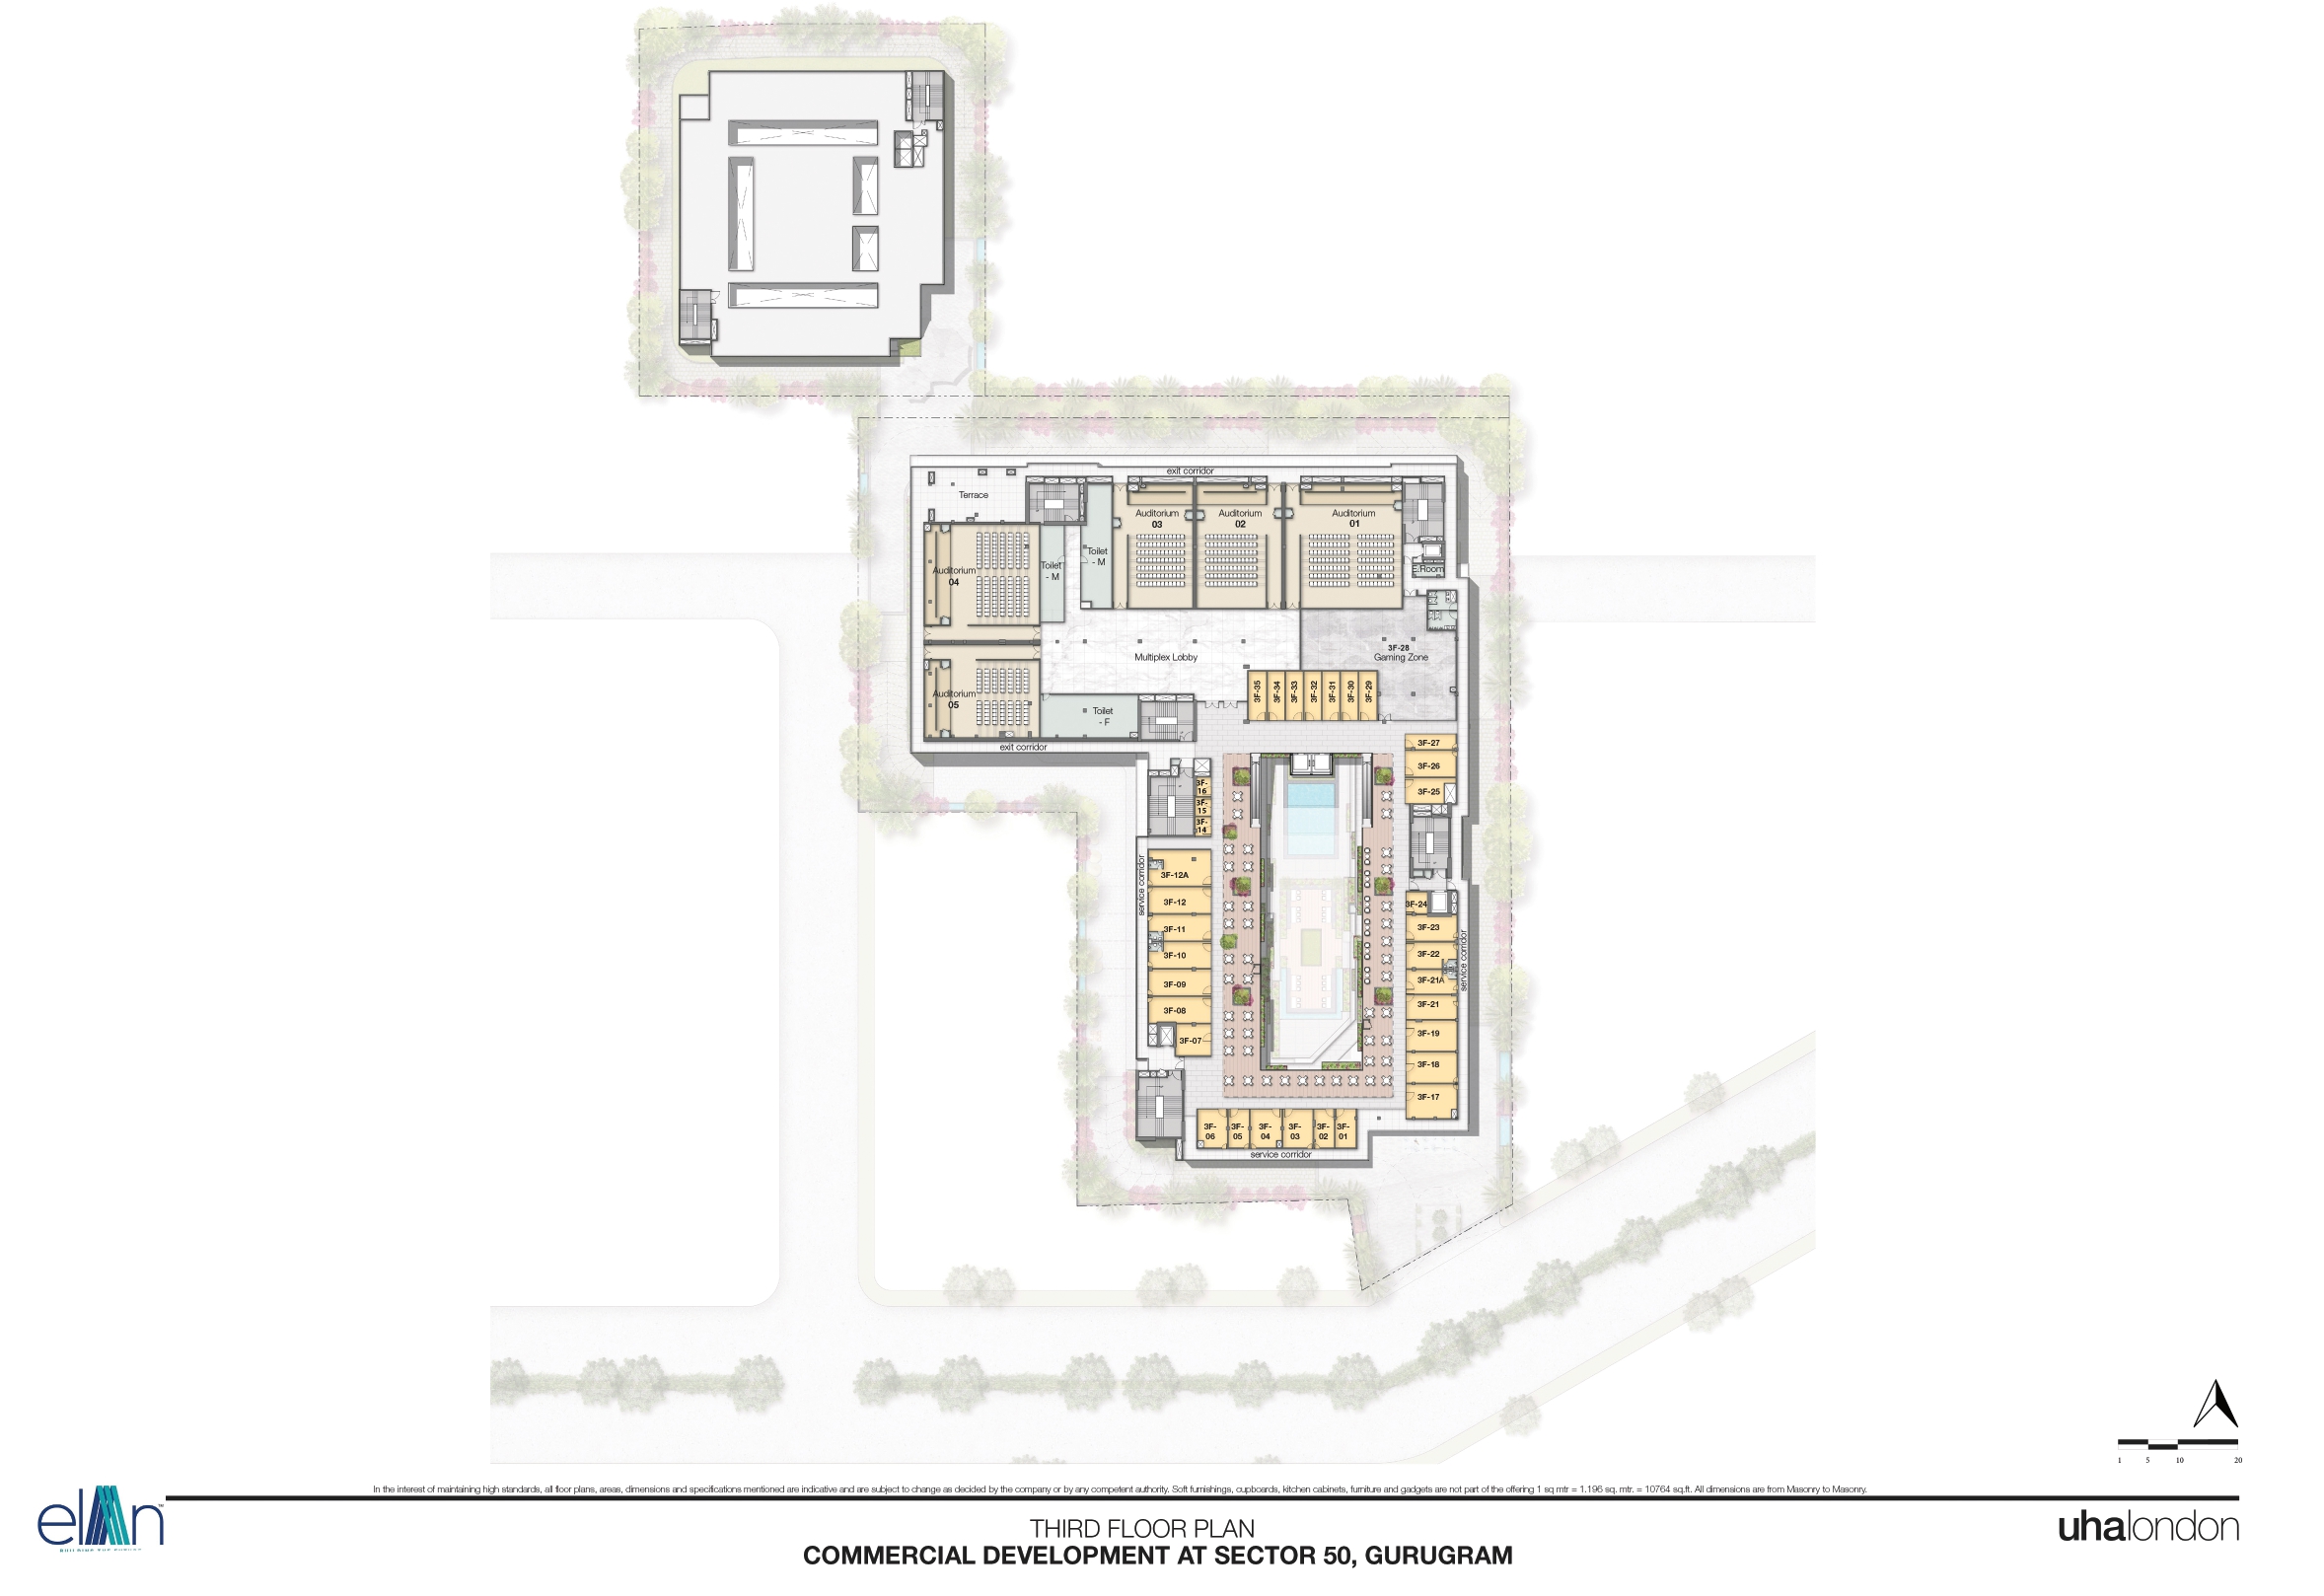 exit corridor
Terrace
Auditorium
03
Auditorium
02
Auditorium
01
Toilet
- M
Toilet
- M
E.Room
Auditorium
04
3F-28
Gaming Zone
Multiplex Lobby
3F-35
3F-34
3F-33
3F-32
3F-31
3F-30
3F-29
Auditorium
05
Toilet
- F
exit corridor
3F-27
3F-26
3F-25
3F-
16
3F-
15
3F-
14
service corridor
3F-12A
3F-12
3F-11
3F-10
3F-09
3F-08
3F-07
3F-24
3F-23
3F-22
3F-21A
3F-21
3F-19
3F-18
3F-17
service corridor
3F-
06
3F-
05
3F-
04
3F-
03
3F-
02
3F-
01
service corridor
1 5 10 20
In the interest of maintaining high standards, all floor plans, areas, dimensions and specifications mentioned are indicative and are subject to change as decided by the company or by any competent authority. Soft furnishings, cupboards, kitchen cabinets, furniture and gadgets are not part of the offering 1 sq mtr = 1.196 sq. mtr. = 10764 sq.ft. All dimensions are from Masonry to Masonry.
elan™
THIRD FLOOR PLAN
COMMERCIAL DEVELOPMENT AT SECTOR 50, GURUGRAM
uhalondon